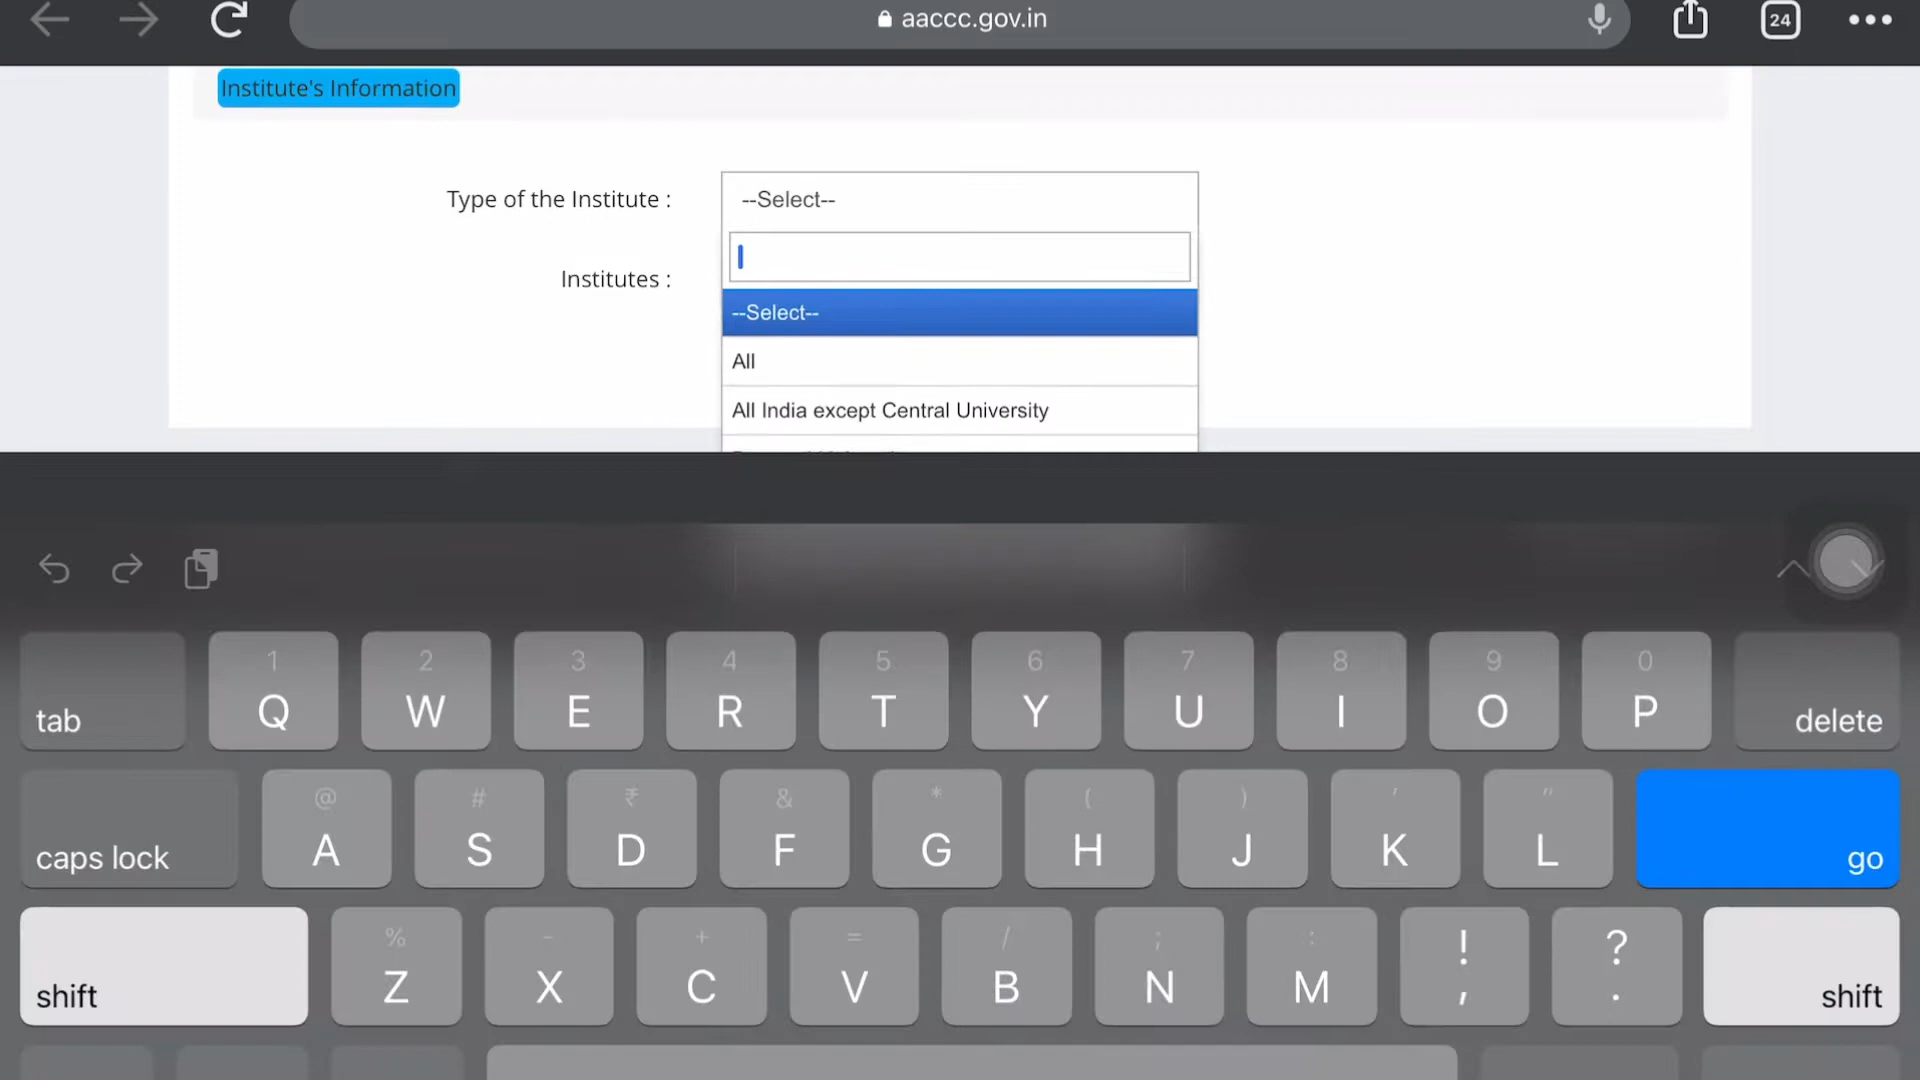 aaccc.gov.in
24
Institute's Information
Type of the Institute :
--Select--
Institutes :
--Select--
All
All India except Central University
1 2 3 4 5 6 7 8 9 0
tab Q W E R T Y U I O P delete
@ # ₹ & * ( ) ' "
caps lock A S D F G H J K L go
% - + = / ; : ! ?
shift Z X C V B N M , . shift